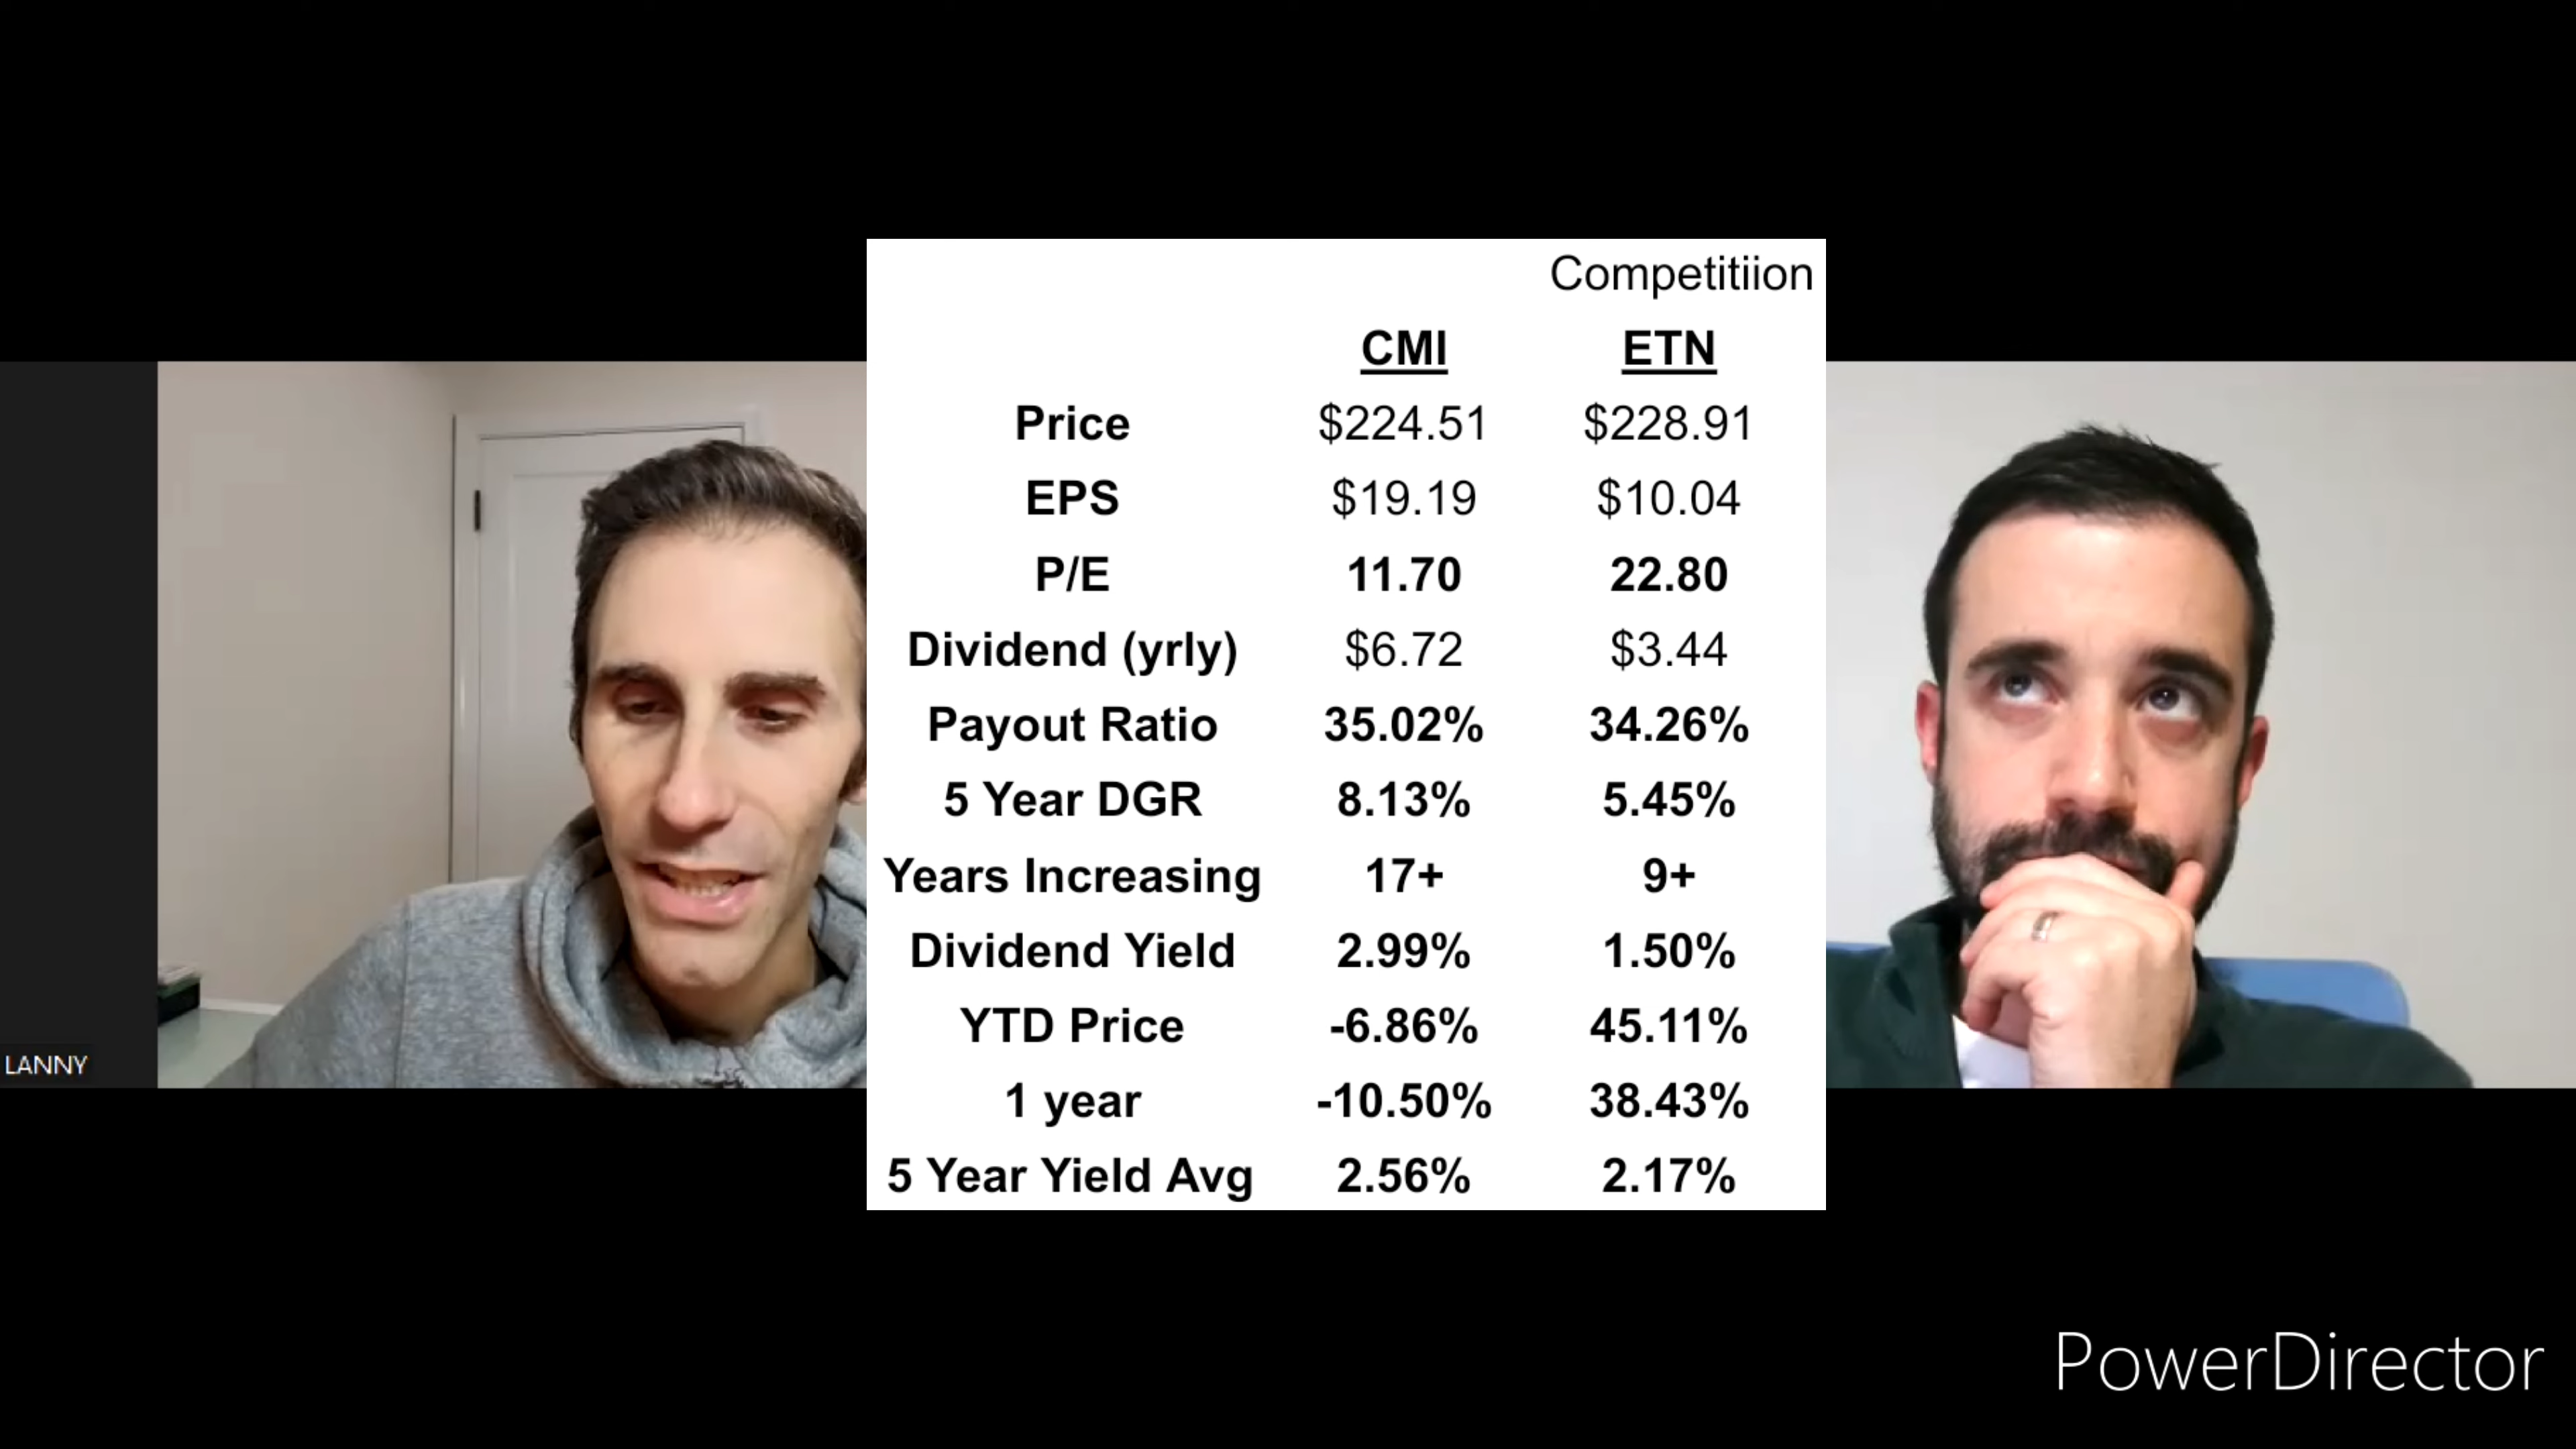 Competitiion
CMI ETN
Price $224.51 $228.91
EPS $19.19 $10.04
P/E 11.70 22.80
Dividend (yrly) $6.72 $3.44
Payout Ratio 35.02% 34.26%
5 Year DGR 8.13% 5.45%
Years Increasing 17+ 9+
Dividend Yield 2.99% 1.50%
YTD Price -6.86% 45.11%
1 year -10.50% 38.43%
5 Year Yield Avg 2.56% 2.17%
LANNY
PowerDirector